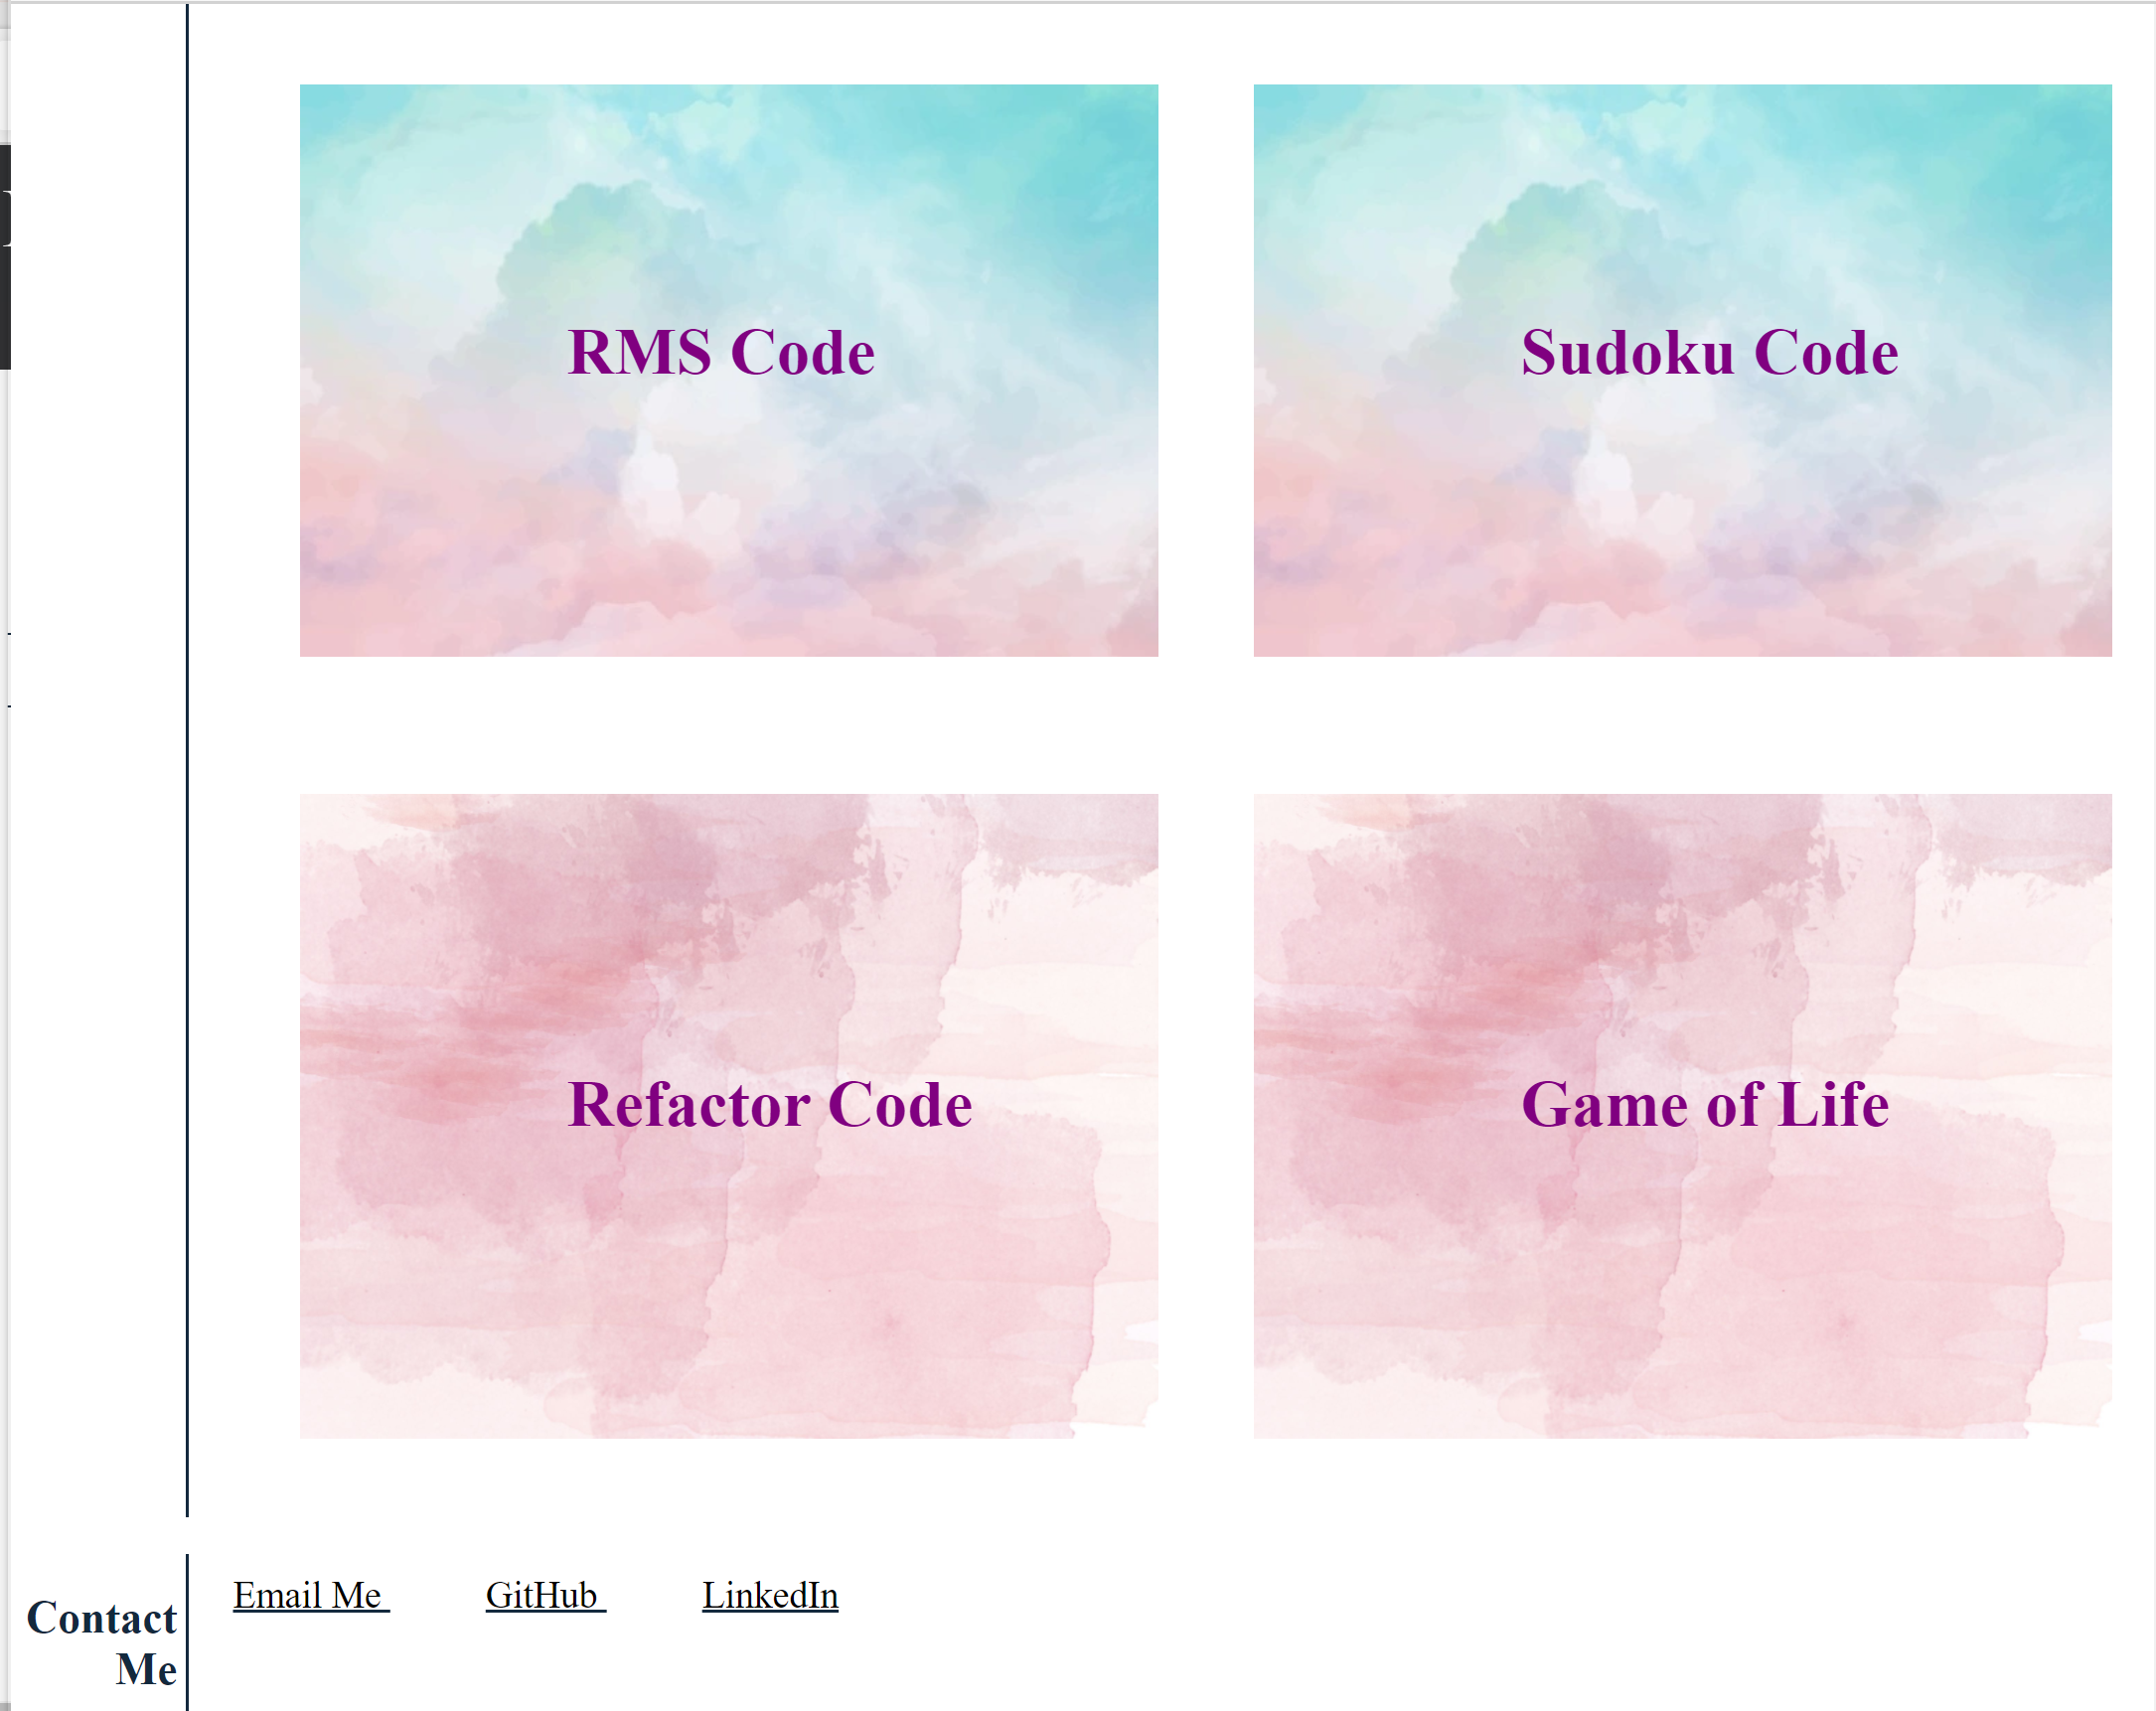 RMS Code
Sudoku Code
Refactor Code
Game of Life
Contact
Me
Email Me
GitHub
LinkedIn